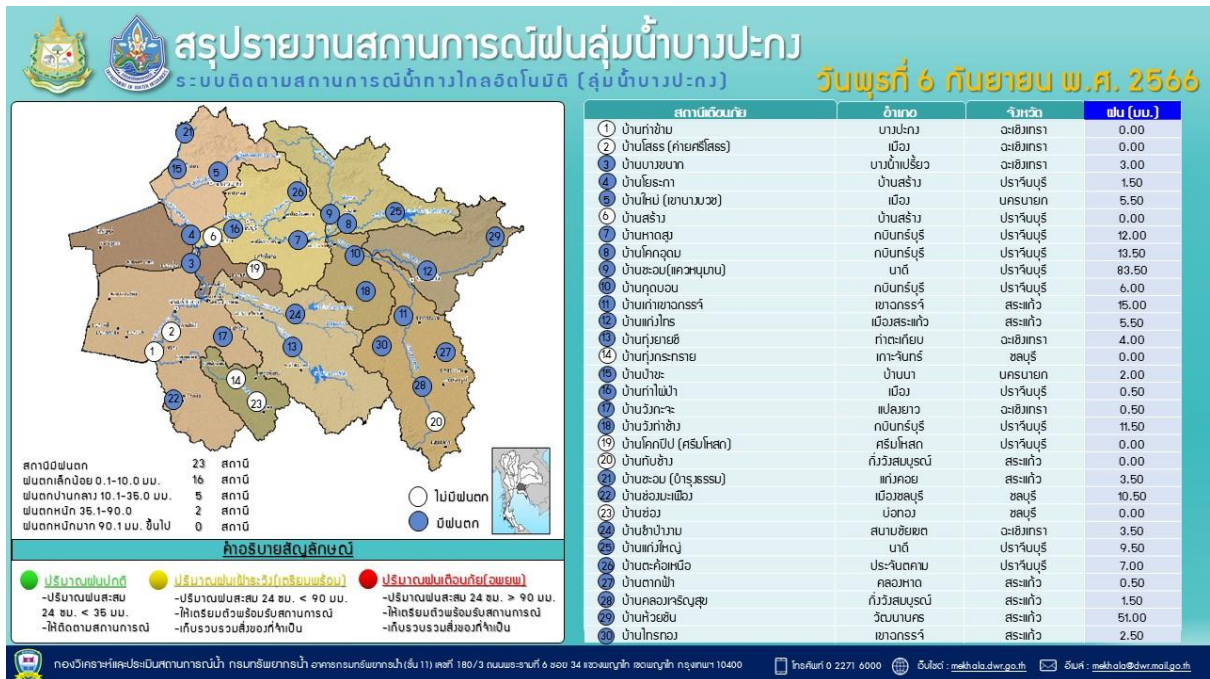 สรุปรายงานสถานการณ์ฝนลุ่มน้ำบางปะกง
ระบบติดตามสถานการณ์น้ำทางไกลอัตโนมัติ (ลุ่มน้ำบางปะกง)
วันพุธที่ 6 กันยายน พ.ศ. 2566
สถานีเตือนภัย อำเภอ จังหวัด ฝน (มม.)
1 บ้านท่าข้าม บางปะกง ฉะเชิงเทรา 0.00
2 บ้านโสธร (ค่ายศรีโสธร) เมือง ฉะเชิงเทรา 0.00
3 บ้านบางขนาก บางน้ำเปรี้ยว ฉะเชิงเทรา 3.00
4 บ้านโยธะกา บ้านสร้าง ปราจีนบุรี 1.50
5 บ้านใหม่ (เขานางบวช) เมือง นครนายก 5.50
6 บ้านสร้าง บ้านสร้าง ปราจีนบุรี 0.00
7 บ้านหาดสูง กบินทร์บุรี ปราจีนบุรี 12.00
8 บ้านโคกอุดม กบินทร์บุรี ปราจีนบุรี 13.50
9 บ้านชะอม(แควหนุมาน) นาดี ปราจีนบุรี 83.50
10 บ้านกุดบอน กบินทร์บุรี ปราจีนบุรี 6.00
11 บ้านเก่าเขาฉกรรจ์ เขาฉกรรจ์ สระแก้ว 15.00
12 บ้านแก่งไทร เมืองสระแก้ว สระแก้ว 5.50
13 บ้านทุ่งยายชี ท่าตะเกียบ ฉะเชิงเทรา 4.00
14 บ้านทุ่งกระทราย เกาะจันทร์ ชลบุรี 0.00
15 บ้านป่าขะ บ้านนา นครนายก 2.00
16 บ้านท่าไผ่ป่า เมือง ปราจีนบุรี 0.50
17 บ้านวังกะจะ แปลงยาว ฉะเชิงเทรา 0.50
18 บ้านวังท่าช้าง กบินทร์บุรี ปราจีนบุรี 11.50
19 บ้านโคกปีป (ศรีมโหสถ) ศรีมโหสถ ปราจีนบุรี 0.00
20 บ้านทับช้าง กิ่งวังสมบูรณ์ สระแก้ว 0.00
21 บ้านชะอม (บำรุงธรรม) แก่งคอย สระแก้ว 3.50
22 บ้านช่องมะเฟือง เมืองชลบุรี ชลบุรี 10.50
23 บ้านช่อง บ่อทอง ชลบุรี 0.00
24 บ้านซำป่างาม สนามชัยเขต ฉะเชิงเทรา 3.50
25 บ้านแก่งใหญ่ นาดี ปราจีนบุรี 9.50
26 บ้านตะคร้อเหนือ ประจันตคาม ปราจีนบุรี 7.00
27 บ้านตากฟ้า คลองหาด สระแก้ว 0.50
28 บ้านคลองเจริญสุข กิ่งวังสมบูรณ์ สระแก้ว 1.50
29 บ้านห้วยชัน วัฒนานคร สระแก้ว 51.00
30 บ้านไทรทอง เขาฉกรรจ์ สระแก้ว 2.50
21
15
5
26
9
8
25
4
6
16
7
29
10
3
19
12
18
24
11
2
17
1
13
30
27
14
28
22
23
20
สถานีมีฝนตก 23 สถานี
ฝนตกเล็กน้อย 0.1-10.0 มม. 16 สถานี
ฝนตกปานกลาง 10.1-35.0 มม. 5 สถานี
ฝนตกหนัก 35.1-90.0 2 สถานี
ฝนตกหนักมาก 90.1 มม. ขึ้นไป 0 สถานี
ไม่มีฝนตก
มีฝนตก
คำอธิบายสัญลักษณ์
ปริมาณฝนปกติ
-ปริมาณฝนสะสม
24 ชม. < 35 มม.
-ให้ติดตามสถานการณ์
ปริมาณฝนเฝ้าระวัง(เตรียมพร้อม)
-ปริมาณฝนสะสม 24 ชม. < 90 มม.
-ให้เตรียมตัวพร้อมรับสถานการณ์
-เก็บรวบรวมสิ่งของที่จำเป็น
ปริมาณฝนเตือนภัย(อพยพ)
-ปริมาณฝนสะสม 24 ชม. > 90 มม.
-ให้เตรียมตัวพร้อมรับสถานการณ์
-เก็บรวบรวมสิ่งของที่จำเป็น
กองวิเคราะห์และประเมินสถานการณ์น้ำ กรมทรัพยากรน้ำ อาคารกรมทรัพยากรน้ำ (ชั้น 11) เลขที่ 180/3 ถนนพระรามที่ 6 ซอย 34 แขวงพญาไท เขตพญาไท กรุงเทพฯ 10400 โทรศัพท์ 0 2271 6000 เว็บไซต์ : mekhala.dwr.go.th อีเมล์ : mekhala@dwr.mail.go.th